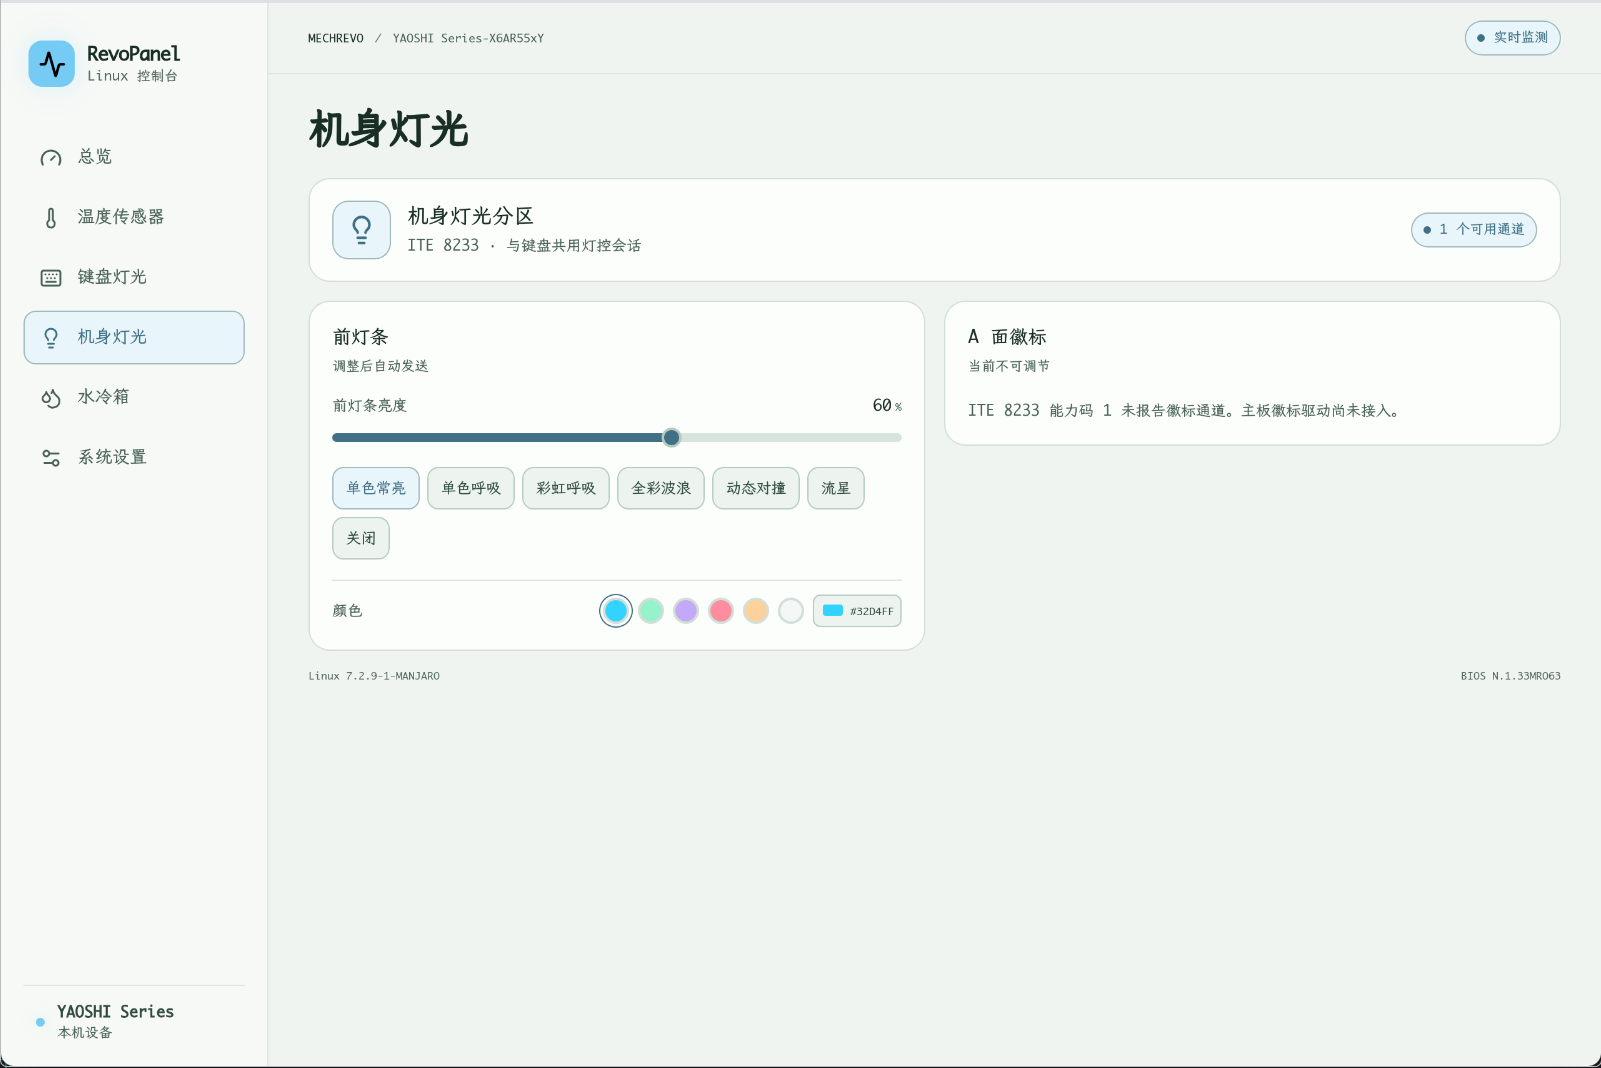 RevoPanel
Linux 控制台
总览
温度传感器
键盘灯光
机身灯光
水冷箱
系统设置
YAOSHI Series
本机设备
MECHREVO / YAOSHI Series-X6AR55xY
实时监测
机身灯光
机身灯光分区
ITE 8233 · 与键盘共用灯控会话
1 个可用通道
前灯条
调整后自动发送
前灯条亮度
60%
单色常亮
单色呼吸
彩虹呼吸
全彩波浪
动态对撞
流星
关闭
颜色
#32D4FF
A 面徽标
当前不可调节
ITE 8233 能力码 1 未报告徽标通道。主板徽标驱动尚未接入。
Linux 7.2.9-1-MANJARO
BIOS N.1.33MRO63